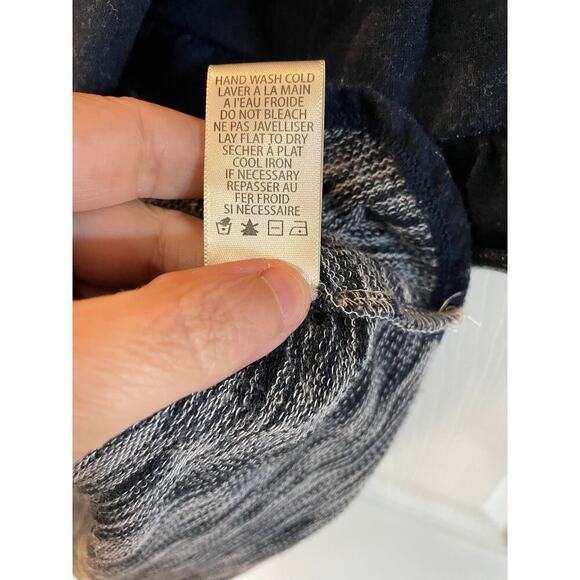 HAND WASH COLD
LAVER A LA MAIN
A l'EAU FROIDE
DO NOT BLEACH
NE PAS JAVELLISER
LAY FLAT TO DRY
SECHER À PLAT
COOL IRON
IF NECESSARY
REPASSER AU
FER FROID
SI NÉCESSAIRE